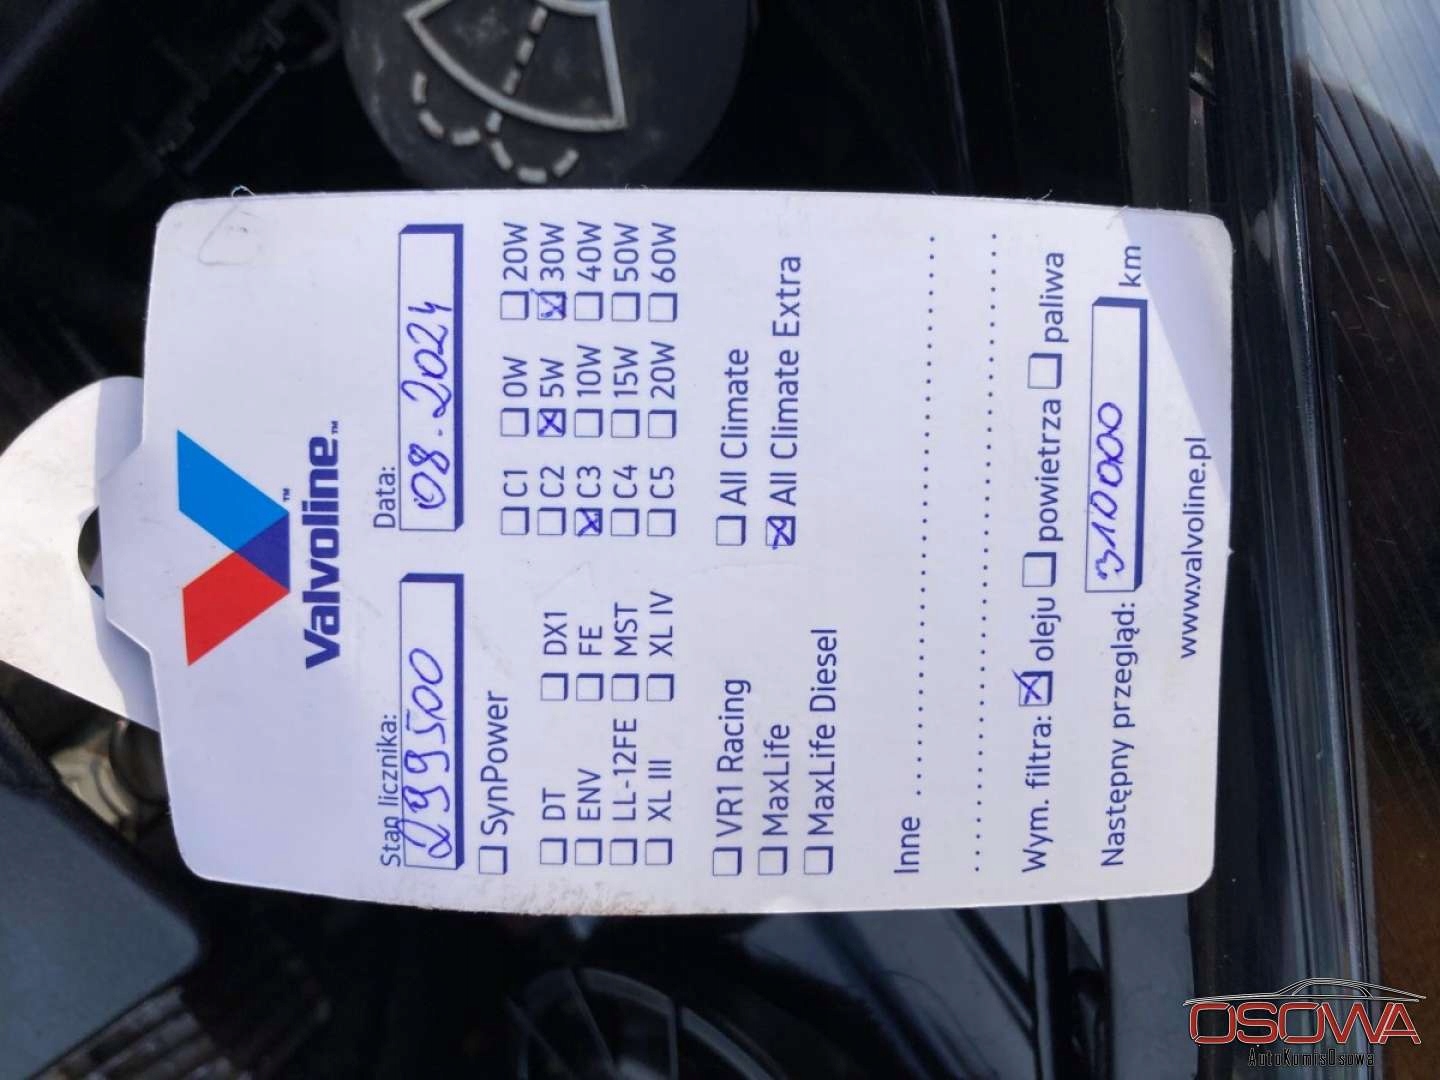 Valvoline™
Stan licznika: Data:
299500 08.2024
SynPower C1 0W 20W
DT DX1 C2 5W 30W
ENV FE C3 10W 40W
LL-12FE MST C4 15W 50W
XL III XL IV C5 20W 60W
VR1 Racing All Climate
MaxLife All Climate Extra
MaxLife Diesel
Inne
Wym. filtra: oleju powietrza paliwa
Następny przegląd: 310000 km
www.valvoline.pl
OSOWA
AutoKomisOsowa